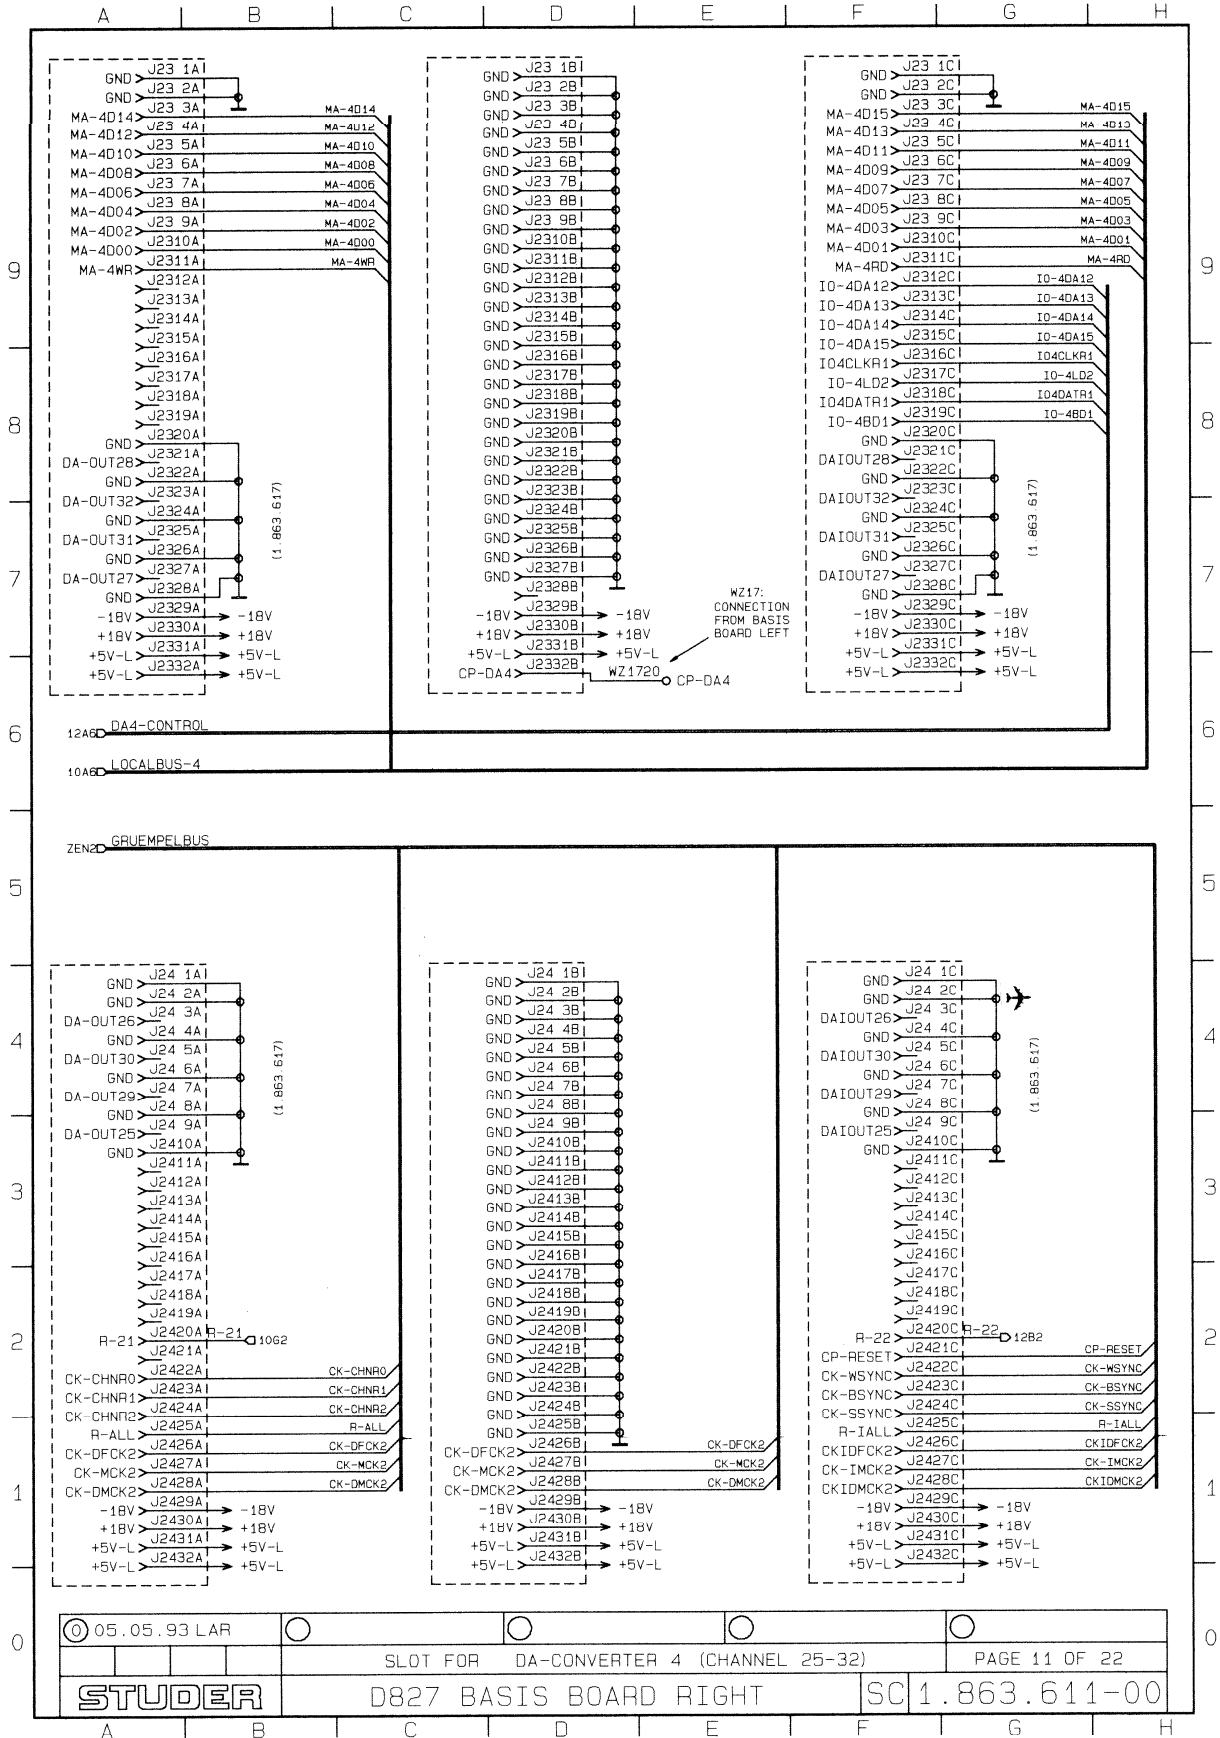 A B C D E F G H
J23 1A
GND
J23 2A
GND
J23 3A
MA-4D14 MA-4D14
J23 4A
MA-4D12 MA-4D12
J23 5A
MA-4D10 MA-4D10
J23 6A
MA-4D08 MA-4D08
J23 7A
MA-4D06 MA-4D06
J23 8A
MA-4D04 MA-4D04
J23 9A
MA-4D02 MA-4D02
J2310A
MA-4D00 MA-4D00
J2311A
MA-4WR MA-4WR
J2312A
J2313A
J2314A
J2315A
J2316A
J2317A
J2318A
J2319A
J2320A
GND
J2321A
DA-OUT28
J2322A
GND
J2323A
DA-OUT32
J2324A
GND
J2325A
DA-OUT31
J2326A
GND
J2327A
DA-OUT27
J2328A
GND
J2329A
-18V -18V
J2330A
+18V +18V
J2331A
+5V-L +5V-L
J2332A
+5V-L +5V-L
(1.863.617)
J23 1B
GND
J23 2B
GND
J23 3B
GND
J23 4B
GND
J23 5B
GND
J23 6B
GND
J23 7B
GND
J23 8B
GND
J23 9B
GND
J2310B
GND
J2311B
GND
J2312B
GND
J2313B
GND
J2314B
GND
J2315B
GND
J2316B
GND
J2317B
GND
J2318B
GND
J2319B
GND
J2320B
GND
J2321B
GND
J2322B
GND
J2323B
GND
J2324B
GND
J2325B
GND
J2326B
GND
J2327B
GND
J2328B
J2329B
-18V -18V
J2330B
+18V +18V
J2331B
+5V-L +5V-L
J2332B
CP-DA4 WZ1720 CP-DA4
WZ17:
CONNECTION
FROM BASIS
BOARD LEFT
J23 1C
GND
J23 2C
GND
J23 3C
MA-4D15 MA-4D15
J23 4C
MA-4D13 MA-4D13
J23 5C
MA-4D11 MA-4D11
J23 6C
MA-4D09 MA-4D09
J23 7C
MA-4D07 MA-4D07
J23 8C
MA-4D05 MA-4D05
J23 9C
MA-4D03 MA-4D03
J2310C
MA-4D01 MA-4D01
J2311C
MA-4RD MA-4RD
J2312C
IO-4DA12 IO-4DA12
J2313C
IO-4DA13 IO-4DA13
J2314C
IO-4DA14 IO-4DA14
J2315C
IO-4DA15 IO-4DA15
J2316C
IO4CLKR1 IO4CLKR1
J2317C
IO-4LD2 IO-4LD2
J2318C
IO4DATR1 IO4DATR1
J2319C
IO-4BD1 IO-4BD1
J2320C
GND
J2321C
DAIOUT28
J2322C
GND
J2323C
DAIOUT32
J2324C
GND
J2325C
DAIOUT31
J2326C
GND
J2327C
DAIOUT27
J2328C
GND
J2329C
-18V -18V
J2330C
+18V +18V
J2331C
+5V-L +5V-L
J2332C
+5V-L +5V-L
(1.863.617)
9 9
8 8
7 7
6 6
12A6 DA4-CONTROL
10A6 LOCALBUS-4
ZEN2 GRUEMPELBUS
5 5
J24 1A
GND
J24 2A
GND
J24 3A
DA-OUT26
J24 4A
GND
J24 5A
DA-OUT30
J24 6A
GND
J24 7A
DA-OUT29
J24 8A
GND
J24 9A
DA-OUT25
J2410A
GND
J2411A
J2412A
J2413A
J2414A
J2415A
J2416A
J2417A
J2418A
J2419A
J2420A
R-21 R-21 10G2
J2421A
J2422A
CK-CHNR0 CK-CHNR0
J2423A
CK-CHNR1 CK-CHNR1
J2424A
CK-CHNR2 CK-CHNR2
J2425A
R-ALL R-ALL
J2426A
CK-DFCK2 CK-DFCK2
J2427A
CK-MCK2 CK-MCK2
J2428A
CK-DMCK2 CK-DMCK2
J2429A
-18V -18V
J2430A
+18V +18V
J2431A
+5V-L +5V-L
J2432A
+5V-L +5V-L
(1.863.617)
J24 1B
GND
J24 2B
GND
J24 3B
GND
J24 4B
GND
J24 5B
GND
J24 6B
GND
J24 7B
GND
J24 8B
GND
J24 9B
GND
J2410B
GND
J2411B
GND
J2412B
GND
J2413B
GND
J2414B
GND
J2415B
GND
J2416B
GND
J2417B
GND
J2418B
GND
J2419B
GND
J2420B
GND
J2421B
GND
J2422B
GND
J2423B
GND
J2424B
GND
J2425B
GND
J2426B
CK-DFCK2 CK-DFCK2
J2427B
CK-MCK2 CK-MCK2
J2428B
CK-DMCK2 CK-DMCK2
J2429B
-18V -18V
J2430B
+18V +18V
J2431B
+5V-L +5V-L
J2432B
+5V-L +5V-L
J24 1C
GND
J24 2C
GND
J24 3C
DAIOUT26
J24 4C
GND
J24 5C
DAIOUT30
J24 6C
GND
J24 7C
DAIOUT29
J24 8C
GND
J24 9C
DAIOUT25
J2410C
GND
J2411C
J2412C
J2413C
J2414C
J2415C
J2416C
J2417C
J2418C
J2419C
J2420C
R-22 R-22 12B2
J2421C
CP-RESET CP-RESET
J2422C
CK-WSYNC CK-WSYNC
J2423C
CK-BSYNC CK-BSYNC
J2424C
CK-SSYNC CK-SSYNC
J2425C
R-IALL R-IALL
J2426C
CKIDFCK2 CKIDFCK2
J2427C
CK-IMCK2 CK-IMCK2
J2428C
CKIDMCK2 CKIDMCK2
J2429C
-18V -18V
J2430C
+18V +18V
J2431C
+5V-L +5V-L
J2432C
+5V-L +5V-L
(1.863.617)
4 4
3 3
2 2
1 1
0 0
0 05.05.93 LAR
SLOT FOR DA-CONVERTER 4 (CHANNEL 25-32) PAGE 11 OF 22
STUDER D827 BASIS BOARD RIGHT SC 1.863.611-00
A B C D E F G H